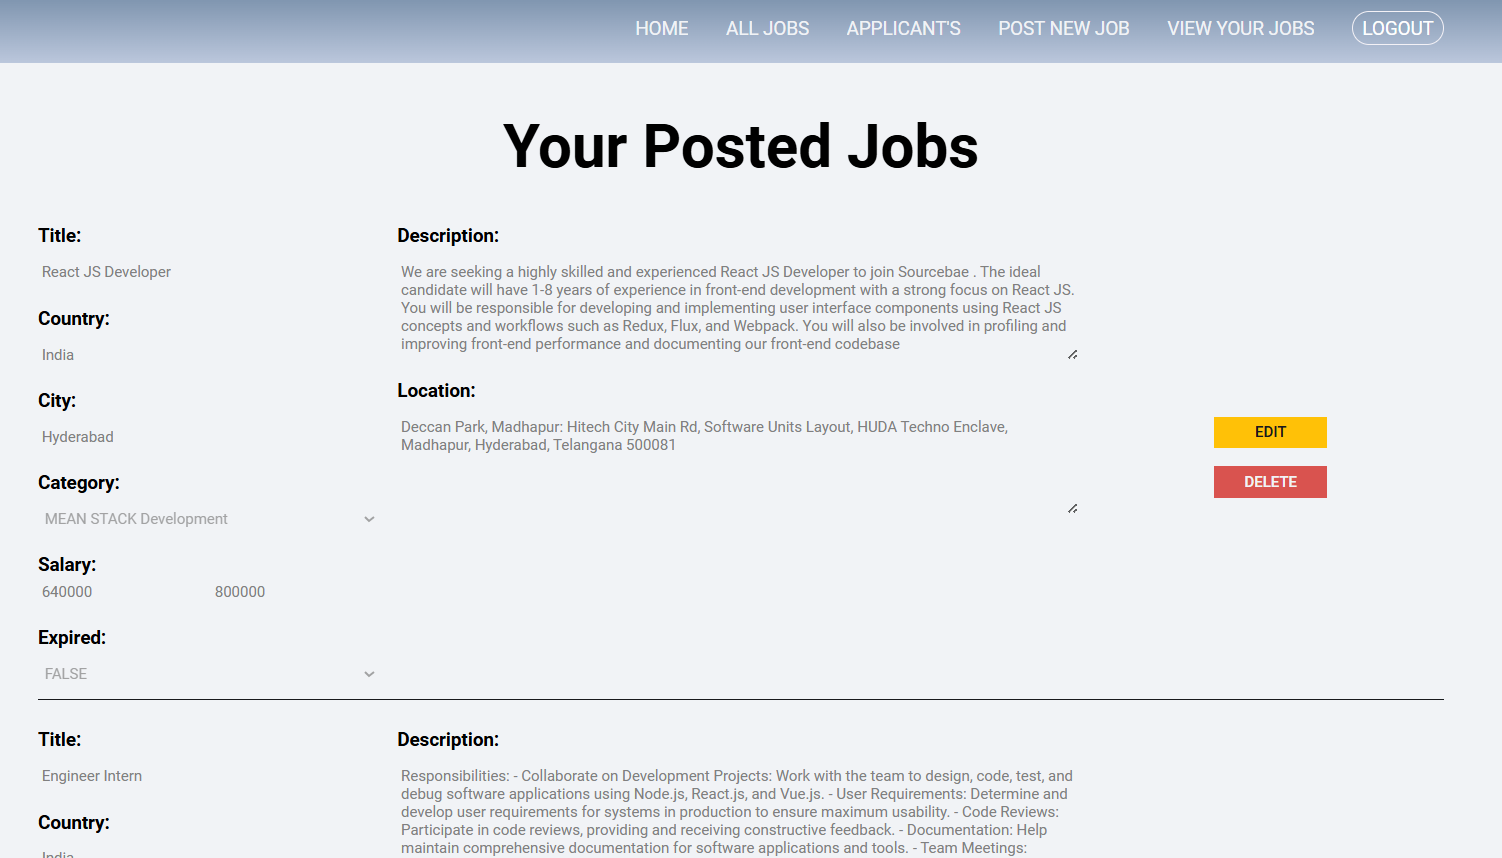 HOME ALL JOBS APPLICANT'S POST NEW JOB VIEW YOUR JOBS LOGOUT
Your Posted Jobs
Title:
React JS Developer
Country:
India
City:
Hyderabad
Category:
MEAN STACK Development
Salary:
640000 800000
Expired:
FALSE
Description:
We are seeking a highly skilled and experienced React JS Developer to join Sourcebae . The ideal
candidate will have 1-8 years of experience in front-end development with a strong focus on React JS.
You will be responsible for developing and implementing user interface components using React JS
concepts and workflows such as Redux, Flux, and Webpack. You will also be involved in profiling and
improving front-end performance and documenting our front-end codebase
Location:
Deccan Park, Madhapur: Hitech City Main Rd, Software Units Layout, HUDA Techno Enclave,
Madhapur, Hyderabad, Telangana 500081
EDIT
DELETE
Title:
Engineer Intern
Country:
India
Description:
Responsibilities: - Collaborate on Development Projects: Work with the team to design, code, test, and
debug software applications using Node.js, React.js, and Vue.js. - User Requirements: Determine and
develop user requirements for systems in production to ensure maximum usability. - Code Reviews:
Participate in code reviews, providing and receiving constructive feedback. - Documentation: Help
maintain comprehensive documentation for software applications and tools. - Team Meetings: